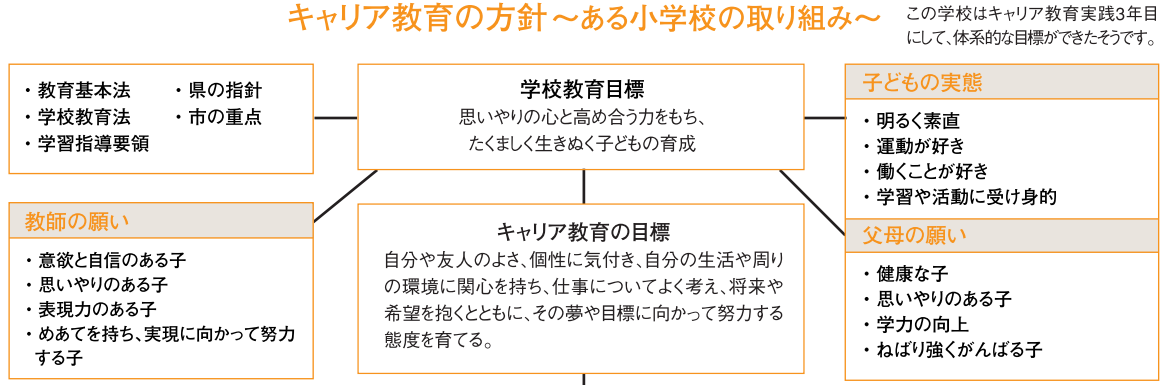 キャリア教育の方針〜ある小学校の取り組み〜
この学校はキャリア教育実践3年目
にして、体系的な目標ができたそうです。
・教育基本法
・学校教育法
・学習指導要領
・県の指針
・市の重点
学校教育目標
思いやりの心と高め合う力をもち、
たくましく生きぬく子どもの育成
子どもの実態
・明るく素直
・運動が好き
・働くことが好き
・学習や活動に受け身的
教師の願い
・意欲と自信のある子
・思いやりのある子
・表現力のある子
・めあてを持ち、実現に向かって努力
する子
キャリア教育の目標
自分や友人のよさ、個性に気付き、自分の生活や周り
の環境に関心を持ち、仕事についてよく考え、将来や
希望を抱くとともに、その夢や目標に向かって努力する
態度を育てる。
父母の願い
・健康な子
・思いやりのある子
・学力の向上
・ねばり強くがんばる子